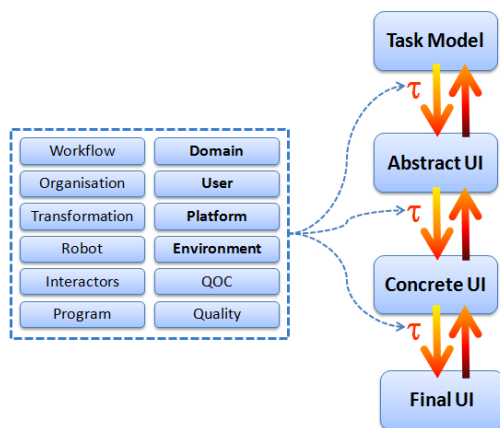 Task Model
τ
Abstract UI
τ
Concrete UI
τ
Final UI
Workflow
Domain
Organisation
User
Transformation
Platform
Robot
Environment
Interactors
QOC
Program
Quality